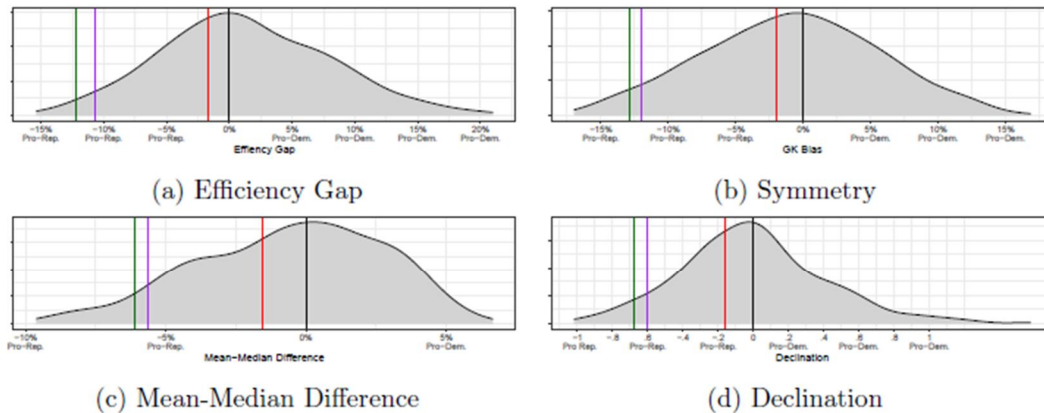 −15% −10% −5% 0% 5% 10% 15% 20%
Pro−Rep. Pro−Rep. Pro−Rep. Pro−Dem. Pro−Dem. Pro−Dem. Pro−Dem.
Effiency Gap
(a) Efficiency Gap
−15% −10% −5% 0% 5% 10% 15%
Pro−Rep. Pro−Rep. Pro−Rep. Pro−Dem. Pro−Dem. Pro−Dem.
GK Bias
(b) Symmetry
−10% −5% 0% 5%
Pro−Rep. Pro−Rep. Pro−Dem.
Mean−Median Difference
(c) Mean-Median Difference
−1 −.8 .6 −.4 −.2 0 .2 .4 .6 .8 1
Pro Rep. Pro−Rep. Pro−Rep. Pro−Rep. Pro−Rep. Pro−Dem. Pro−Dem. Pro−Dem. Pro−Dem. Pro−Dem.
Declination
(d) Declination